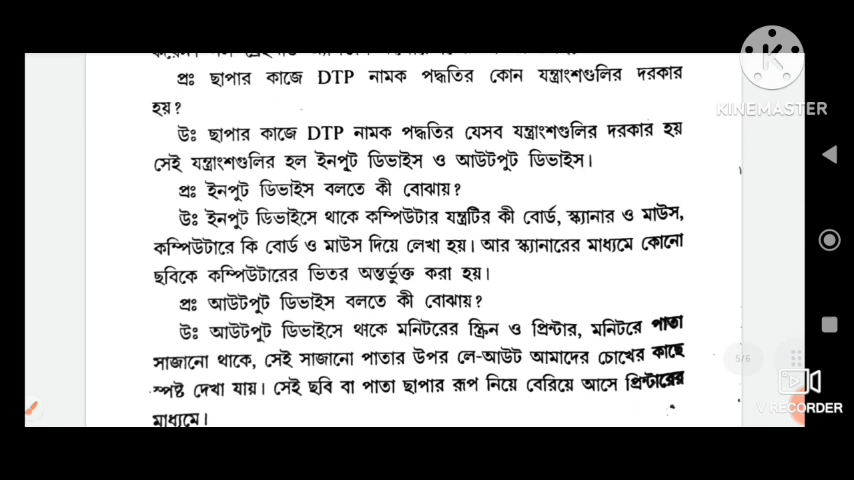 প্রঃ ছাপার কাজে DTP নামক পদ্ধতির কোন যন্ত্রাংশগুলির দরকার
হয়?
উঃ ছাপার কাজে DTP নামক পদ্ধতির যেসব যন্ত্রাংশগুলির দরকার হয়
সেই যন্ত্রাংশগুলির হল ইনপুট ডিভাইস ও আউটপুট ডিভাইস।
প্রঃ ইনপুট ডিভাইস বলতে কী বোঝায়?
উঃ ইনপুট ডিভাইসে থাকে কম্পিউটার যন্ত্রটির কী বোর্ড, স্ক্যানার ও মাউস,
কম্পিউটারে কি বোর্ড ও মাউস দিয়ে লেখা হয়। আর স্ক্যানারের মাধ্যমে কোনো
ছবিকে কম্পিউটারের ভিতর অন্তর্ভুক্ত করা হয়।
প্রঃ আউটপুট ডিভাইস বলতে কী বোঝায়?
উঃ আউটপুট ডিভাইসে থাকে মনিটরের স্ক্রিন ও প্রিন্টার, মনিটরে পাতা
সাজানো থাকে, সেই সাজানো পাতার উপর লে-আউট আমাদের চোখের কাছে
স্পষ্ট দেখা যায়। সেই ছবি বা পাতা ছাপার রূপ নিয়ে বেরিয়ে আসে প্রিন্টারের
মাধ্যমে।
K
KINEMASTER
5/6
V RECORDER